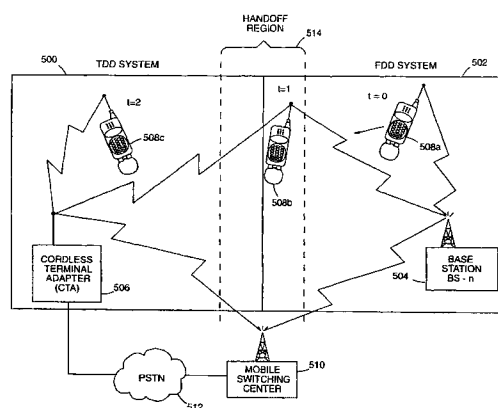 HANDOFF
REGION
514
500
TDD SYSTEM
FDD SYSTEM
502
t=2
t=1
t=0
508c
508b
508a
CORDLESS
TERMINAL
ADAPTER
(CTA)
506
504
BASE
STATION
BS - n
PSTN
512
MOBILE
SWITCHING
CENTER
510